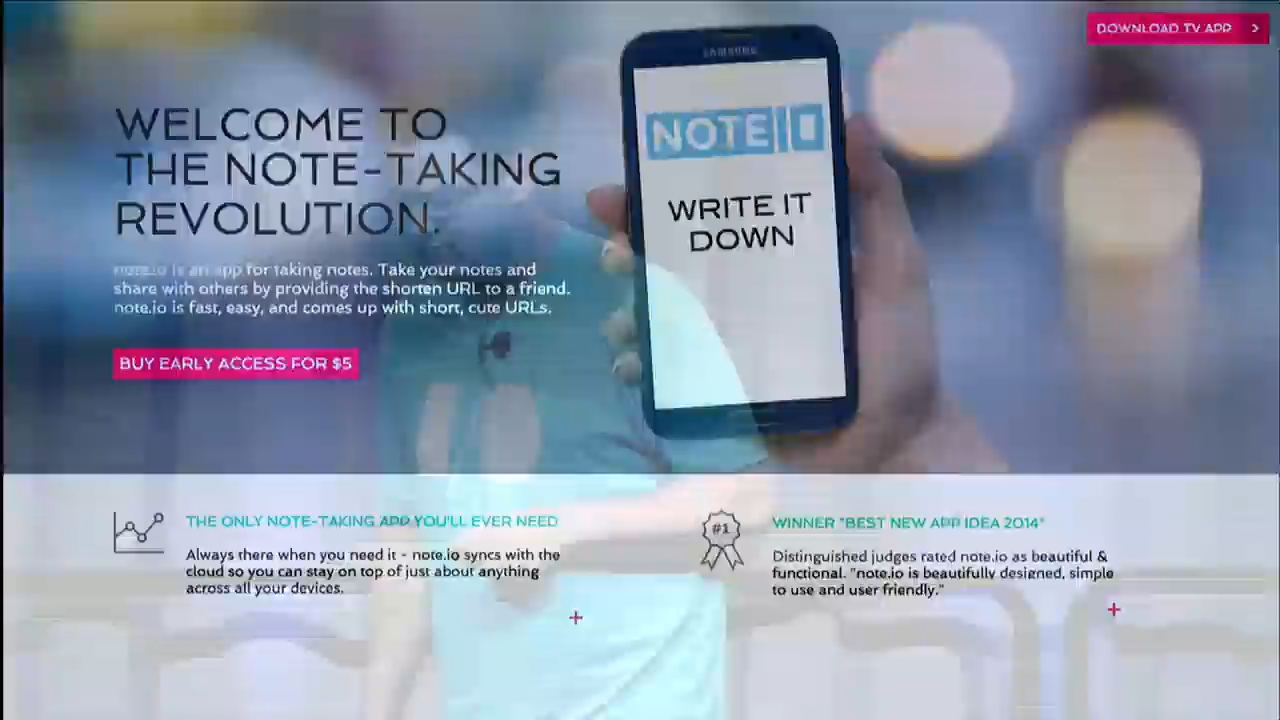 DOWNLOAD TV APP >
SAMSUNG
NOTEIO
WRITE IT
DOWN
WELCOME TO
THE NOTE-TAKING
REVOLUTION.
note.io is an app for taking notes. Take your notes and
share with others by providing the shorten URL to a friend.
note.io is fast, easy, and comes up with short, cute URLs.
BUY EARLY ACCESS FOR $5
THE ONLY NOTE-TAKING APP YOU'LL EVER NEED
Always there when you need it - note.io syncs with the
cloud so you can stay on top of just about anything
across all your devices.
#1
WINNER "BEST NEW APP IDEA 2014"
Distinguished judges rated note.io as beautiful &
functional. "note.io is beautifully designed, simple
to use and user friendly."